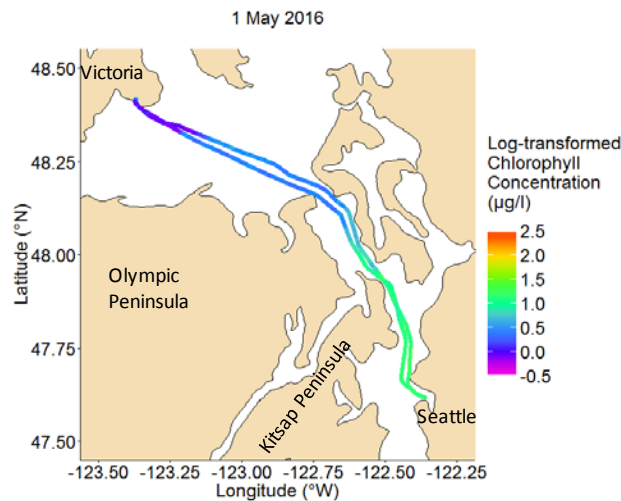 1 May 2016
48.50
48.25
48.00
47.75
47.50
Latitude (°N)
Victoria
Olympic
Peninsula
Kitsap Peninsula
Seattle
-123.50 -123.25 -123.00 -122.75 -122.50 -122.25
Longitude (°W)
Log-transformed
Chlorophyll
Concentration
(µg/l)
2.5
2.0
1.5
1.0
0.5
0.0
-0.5